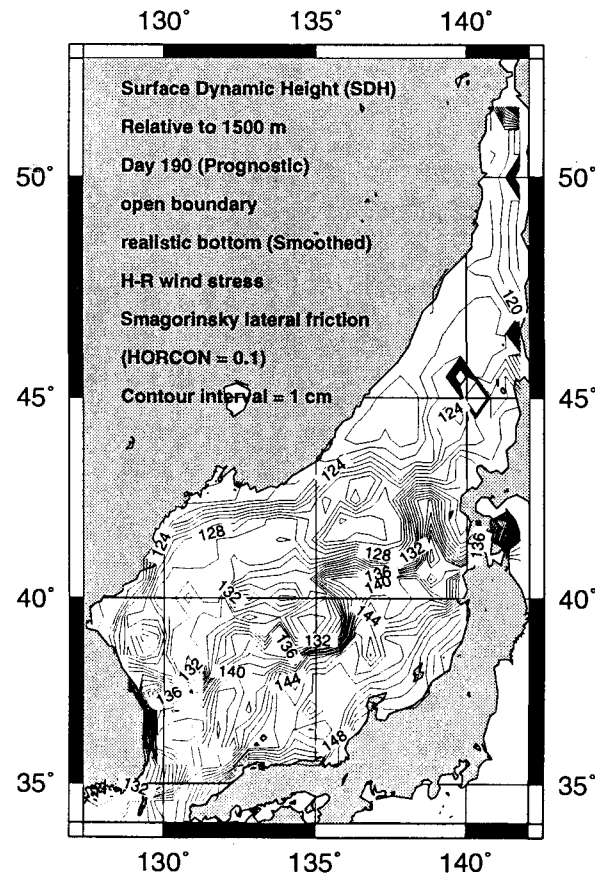 130° 135° 140°
Surface Dynamic Height (SDH)
Relative to 1500 m
Day 190 (Prognostic)
50° 50°
open boundary
realistic bottom (Smoothed)
H-R wind stress
120
Smagorinsky lateral friction
(HORCON = 0.1)
45° Contour interval = 1 cm 45°
124
124
124 128 128 132 136
136
140
40° 132 40°
144
136 132
132 140
144
136
148
35° 132 35°
130° 135° 140°